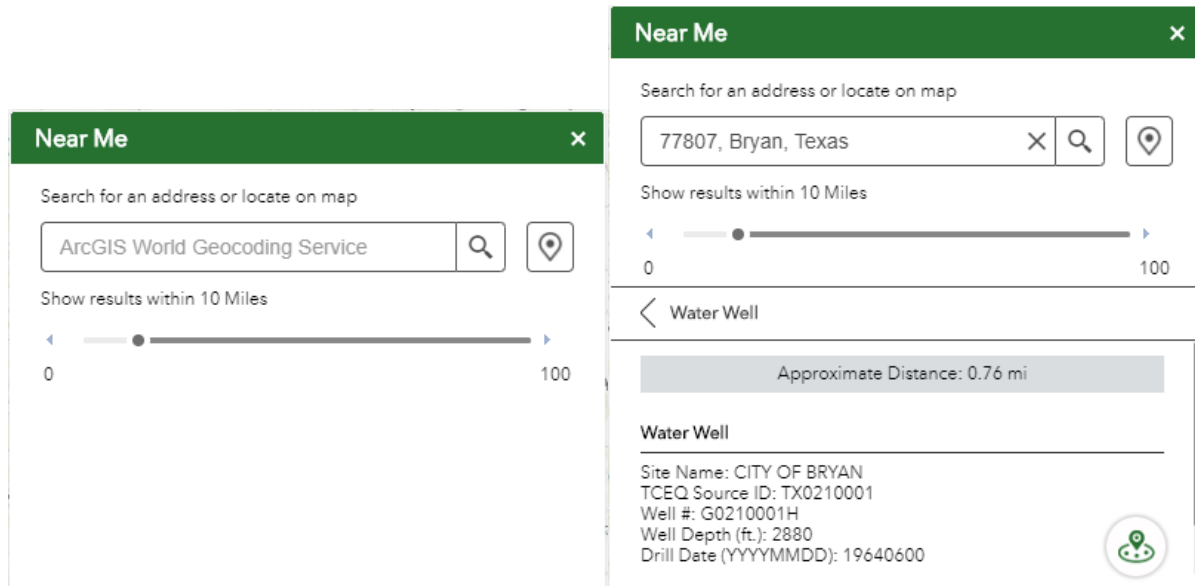 Near Me
Search for an address or locate on map
ArcGIS World Geocoding Service
Show results within 10 Miles
0
100
Near Me
Search for an address or locate on map
77807, Bryan, Texas
Show results within 10 Miles
0
100
Water Well
Approximate Distance: 0.76 mi
Water Well
Site Name: CITY OF BRYAN
TCEQ Source ID: TX0210001
Well #: G0210001H
Well Depth (ft.): 2880
Drill Date (YYYYMMDD): 19640600